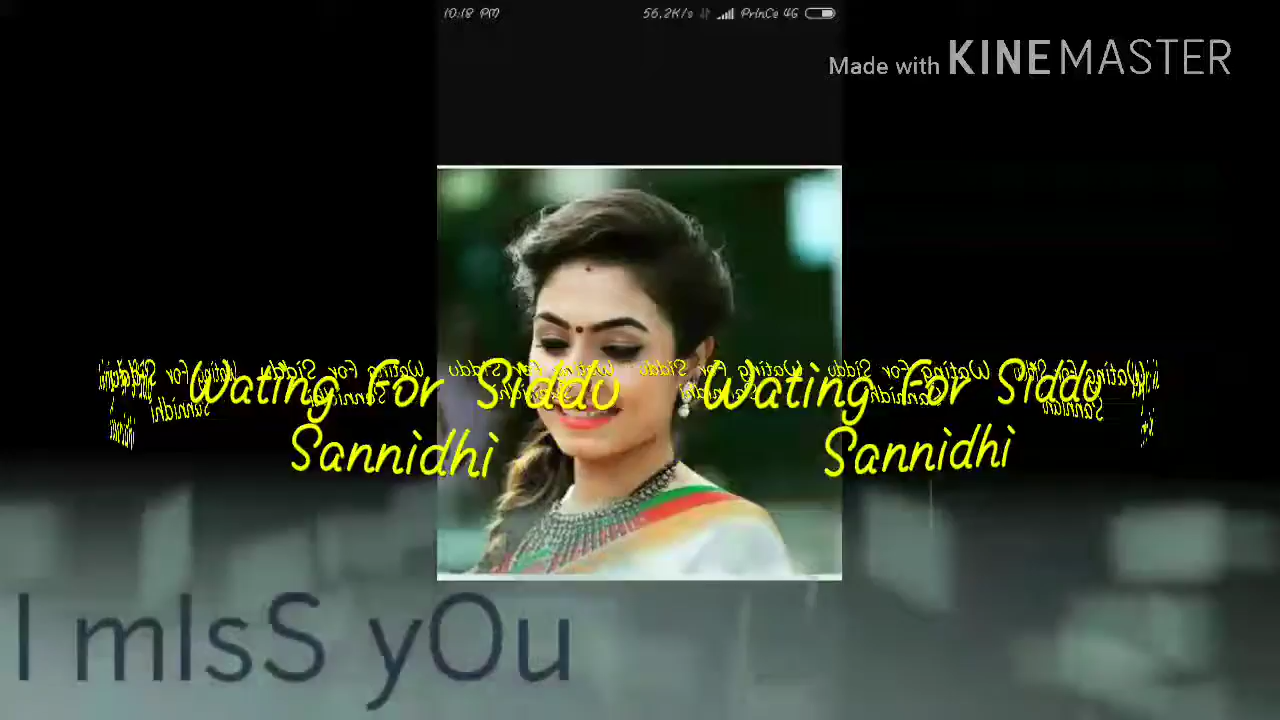 10:18 PM 56.2K/s PrInCe 4G
Made with KINEMASTER
Wating For Siddu Wating For Siddu
Sannidhi Sannidhi
I mIsS yOu